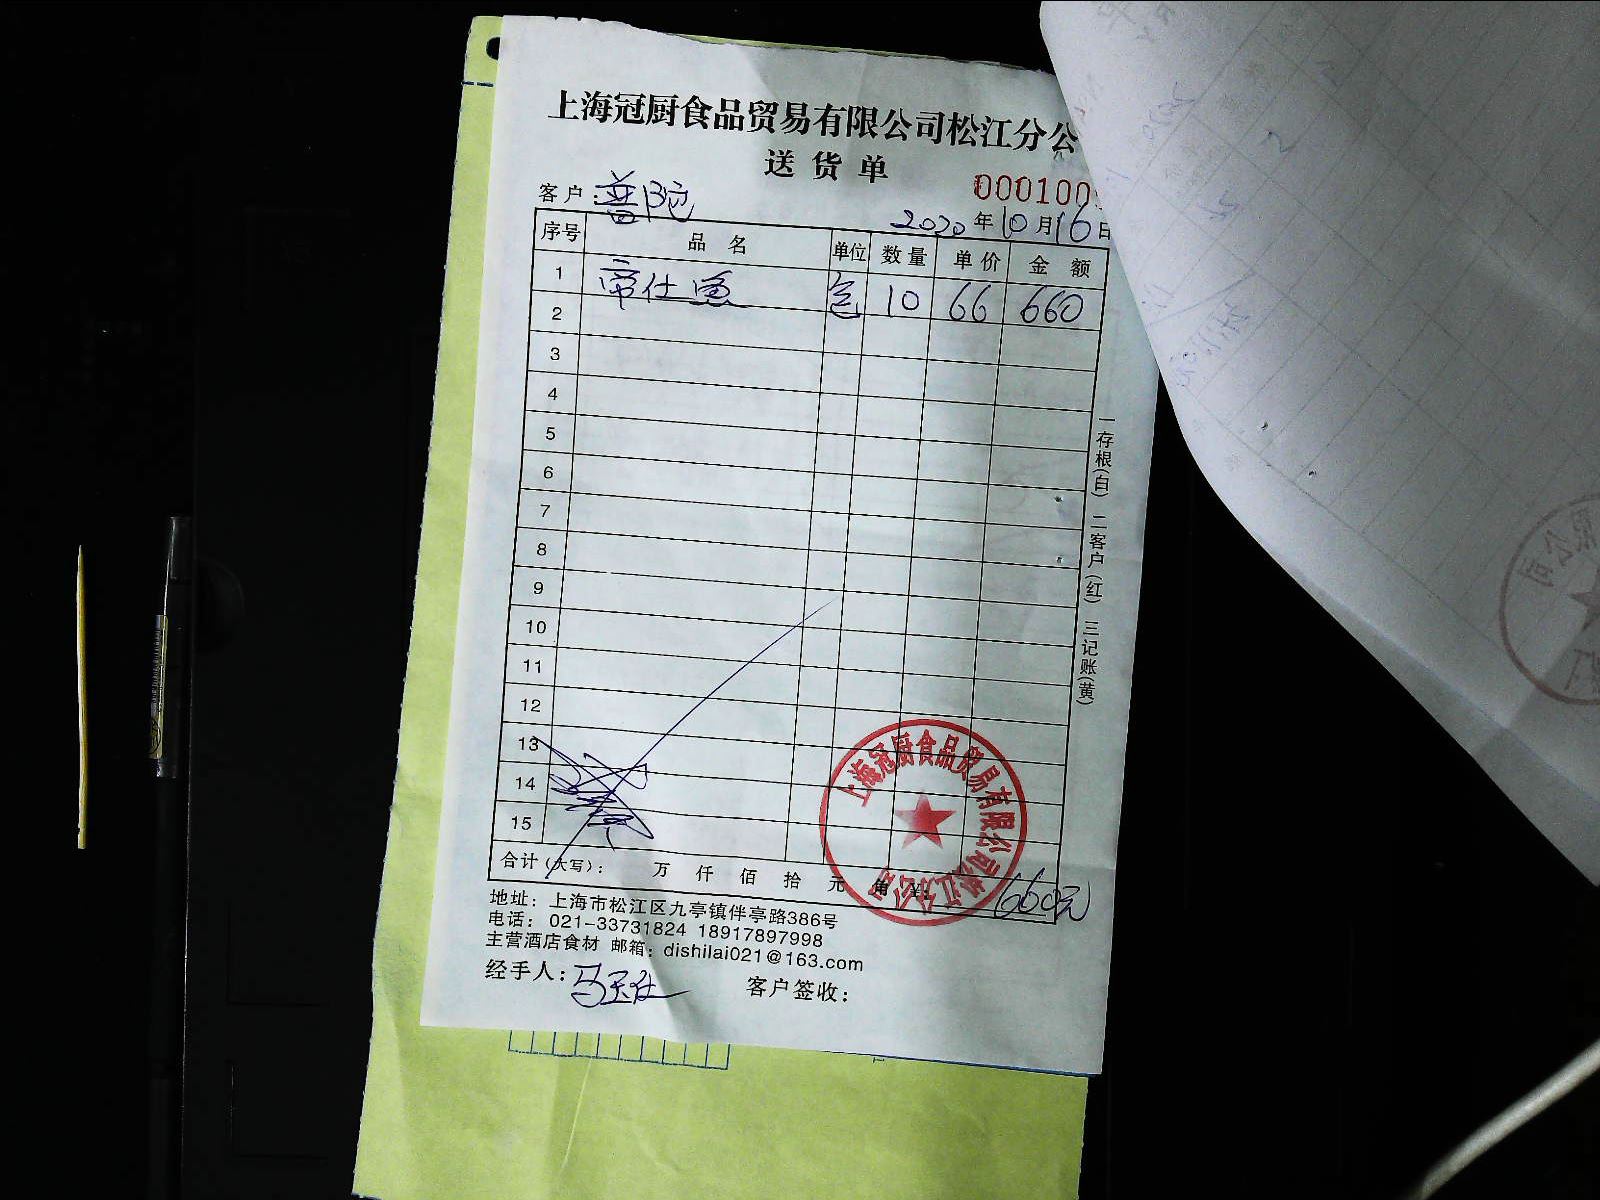 上海冠厨食品贸易有限公司松江分公
送货单
000100
客户：普陀
2020年10月16日
序号 品名 单位 数量 单价 金额
1 帝仕鱼 包 10 66 660
2
3
4
5
6
7
8
9
10
11
12
13
14
15
合计（大写）： 万 仟 佰 拾 元 角 ¥： 660元
一存根(白) 二客户(红) 三记账(黄)
上海冠厨食品贸易有限公司松江分公司
地址：上海市松江区九亭镇伴亭路386号
电话：021-33731824 18917897998
主营酒店食材 邮箱：dishilai021@163.com
经手人：马玉仕 客户签收：